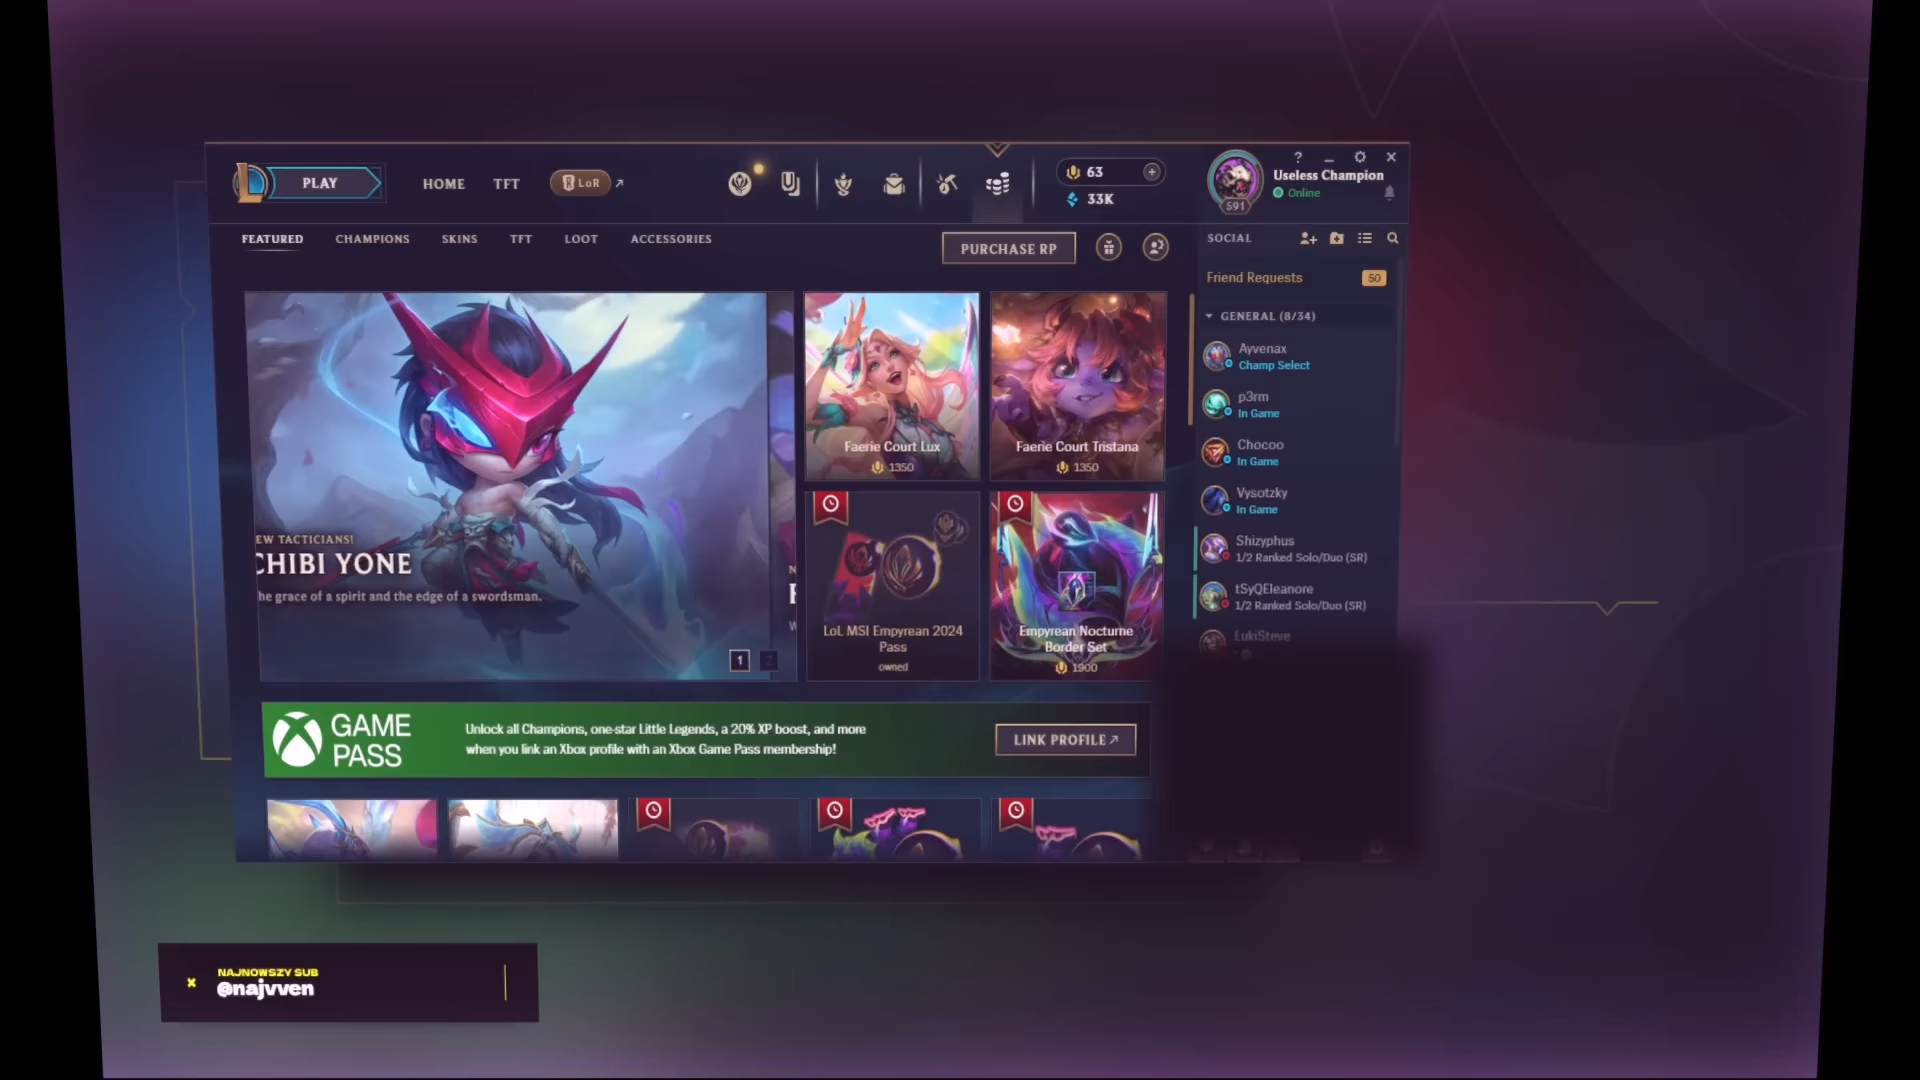 PLAY
HOME
TFT
LoR
63
33K
?
591
Useless Champion
Online
FEATURED
CHAMPIONS
SKINS
TFT
LOOT
ACCESSORIES
PURCHASE RP
SOCIAL
Friend Requests
50
GENERAL (8/34)
Ayvenax
Champ Select
p3rm
In Game
Chocoo
In Game
Vysotzky
In Game
Shizyphus
1/2 Ranked Solo/Duo (SR)
tSyQEleanore
1/2 Ranked Solo/Duo (SR)
LukiSteve
EW TACTICIANS!
CHIBI YONE
he grace of a spirit and the edge of a swordsman.
1
2
Faerie Court Lux
1350
Faerie Court Tristana
1350
LoL MSI Empyrean 2024
Pass
owned
Empyrean Nocturne
Border Set
1900
GAME
PASS
Unlock all Champions, one-star Little Legends, a 20% XP boost, and more
when you link an Xbox profile with an Xbox Game Pass membership!
LINK PROFILE
NAJNOWSZY SUB
@najvven